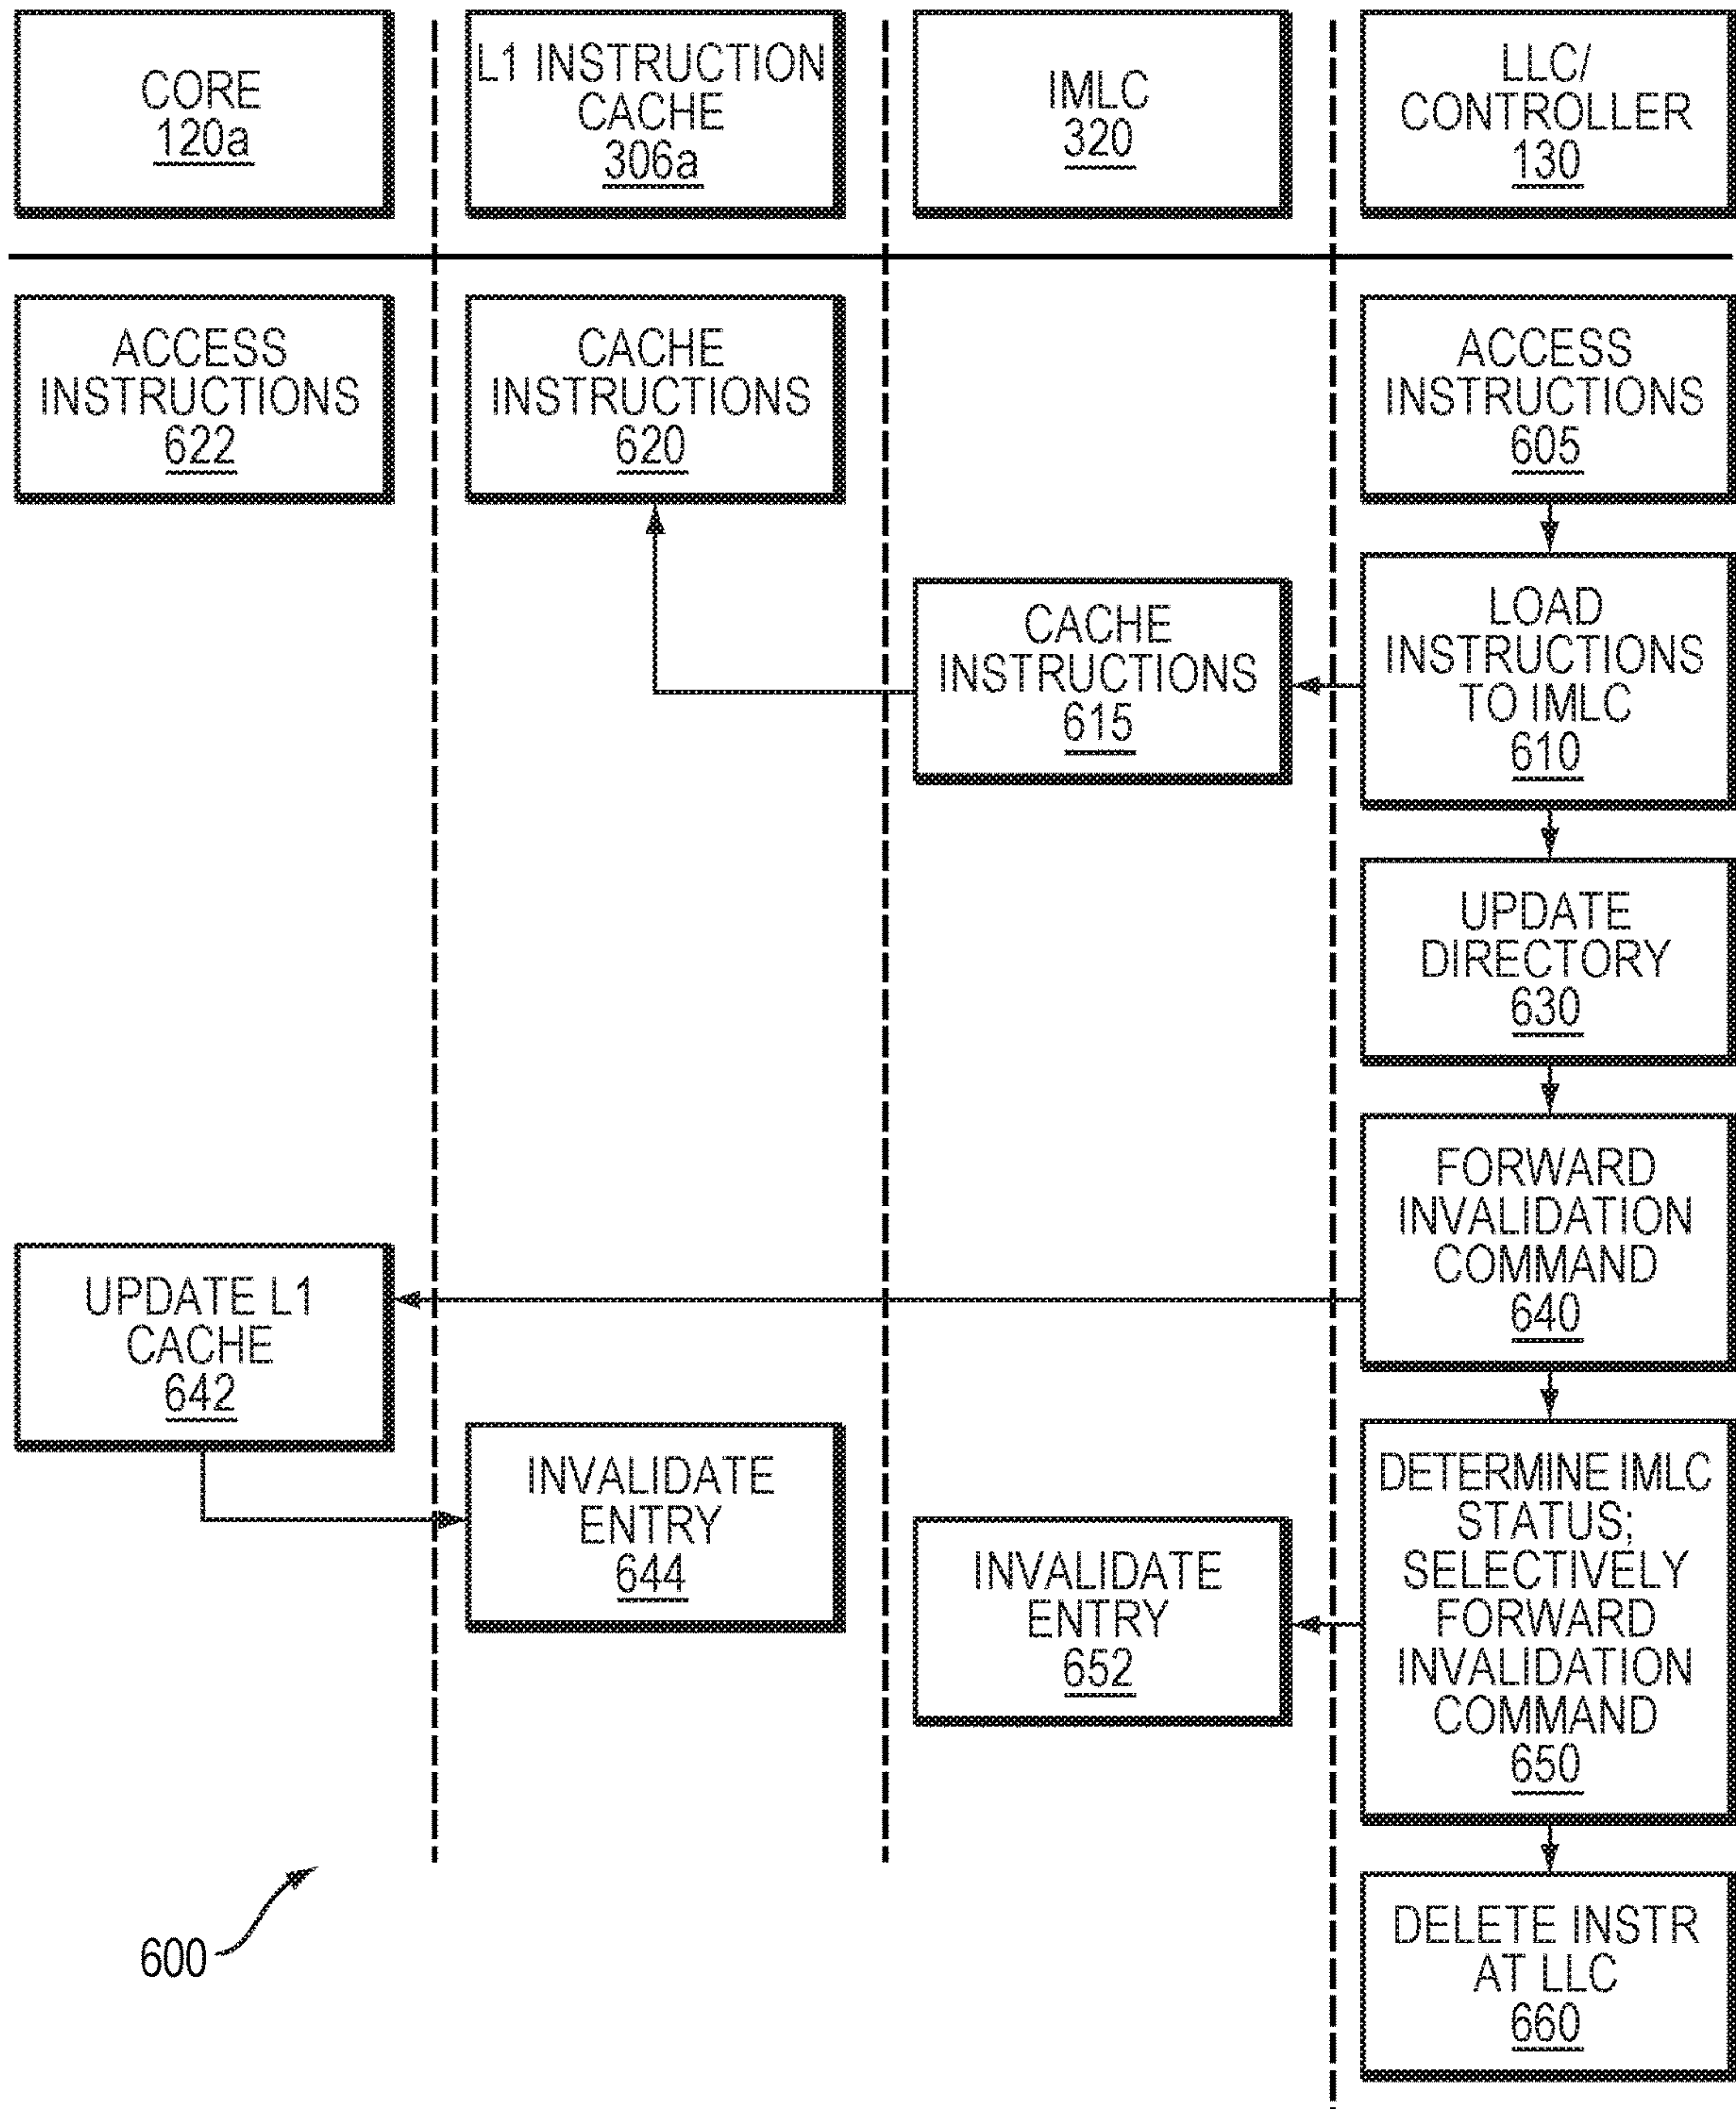 CORE
120a
L1 INSTRUCTION
CACHE
306a
IMLC
320
LLC/
CONTROLLER
130
ACCESS
INSTRUCTIONS
622
CACHE
INSTRUCTIONS
620
ACCESS
INSTRUCTIONS
605
CACHE
INSTRUCTIONS
615
LOAD
INSTRUCTIONS
TO IMLC
610
UPDATE
DIRECTORY
630
FORWARD
INVALIDATION
COMMAND
640
UPDATE L1
CACHE
642
INVALIDATE
ENTRY
644
INVALIDATE
ENTRY
652
DETERMINE IMLC
STATUS;
SELECTIVELY
FORWARD
INVALIDATION
COMMAND
650
DELETE INSTR
AT LLC
660
600